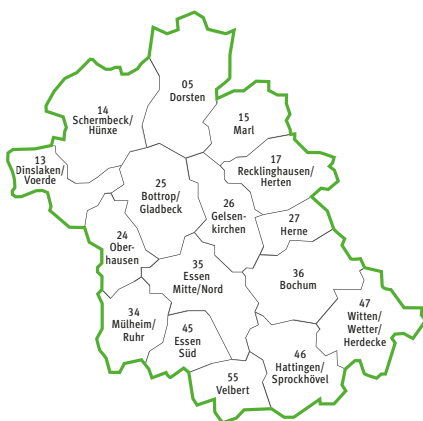 05
Dorsten
14
Schermbeck/
Hünxe
15
Marl
13
Dinslaken/
Voerde
17
Recklinghausen/
Herten
25
Bottrop/
Gladbeck
26
Gelsen-
kirchen
27
Herne
24
Ober-
hausen
35
Essen
Mitte/Nord
36
Bochum
34
Mülheim/
Ruhr
45
Essen
Süd
47
Witten/
Wetter/
Herdecke
46
Hattingen/
Sprockhövel
55
Velbert